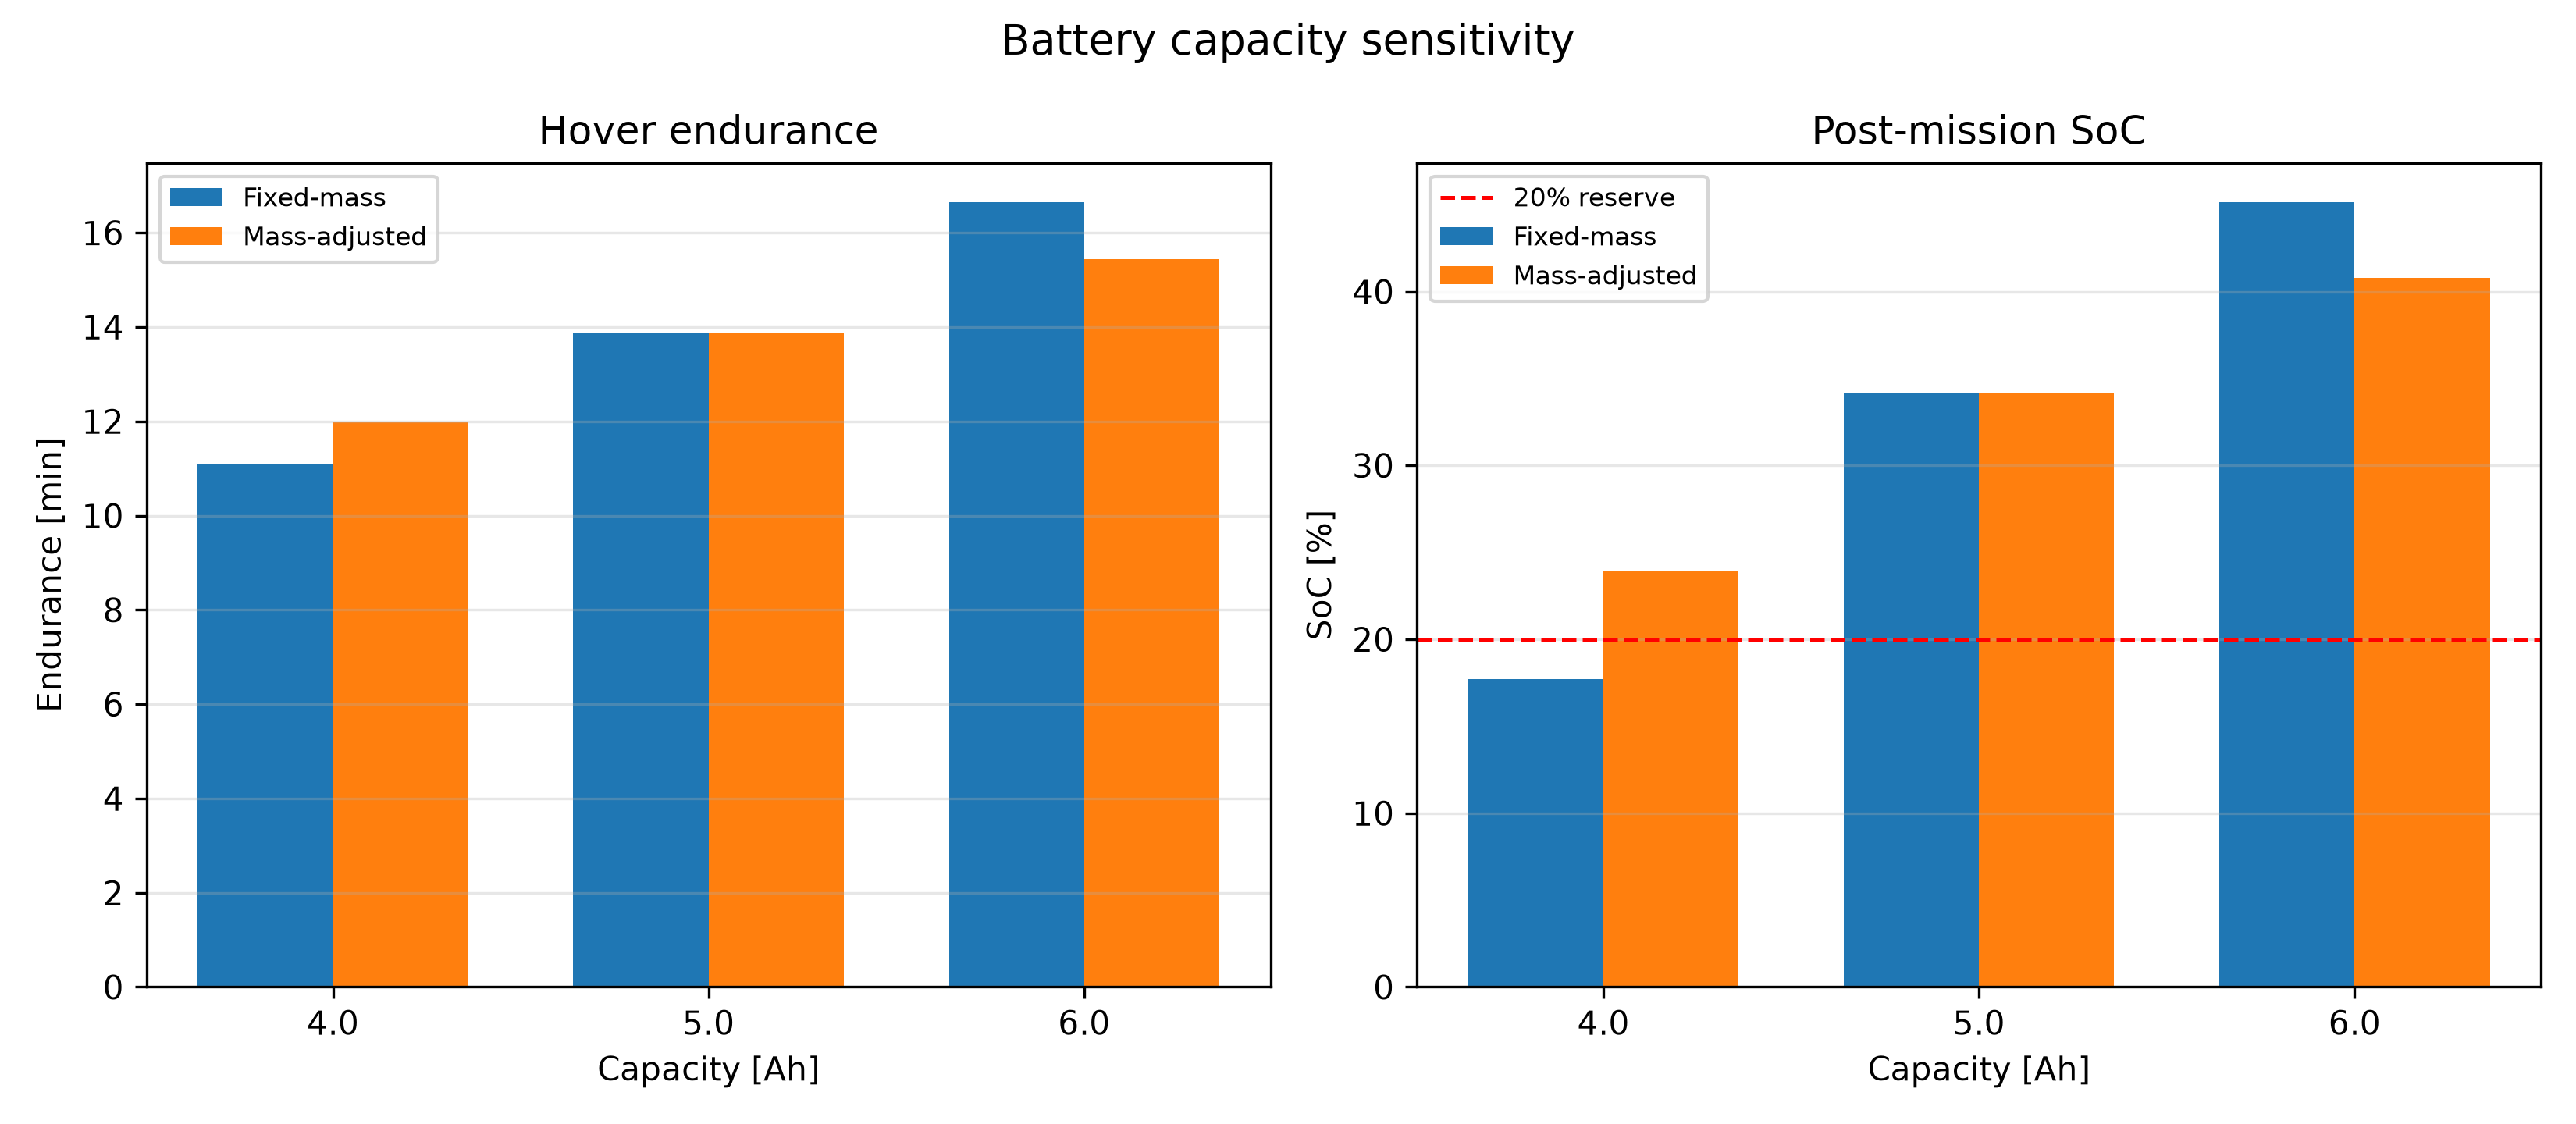 Battery capacity sensitivity
Hover endurance
Fixed-mass
Mass-adjusted
Endurance [min]
16
14
12
10
8
6
4
2
0
4.0 5.0 6.0
Capacity [Ah]
Post-mission SoC
20% reserve
Fixed-mass
Mass-adjusted
SoC [%]
40
30
20
10
0
4.0 5.0 6.0
Capacity [Ah]